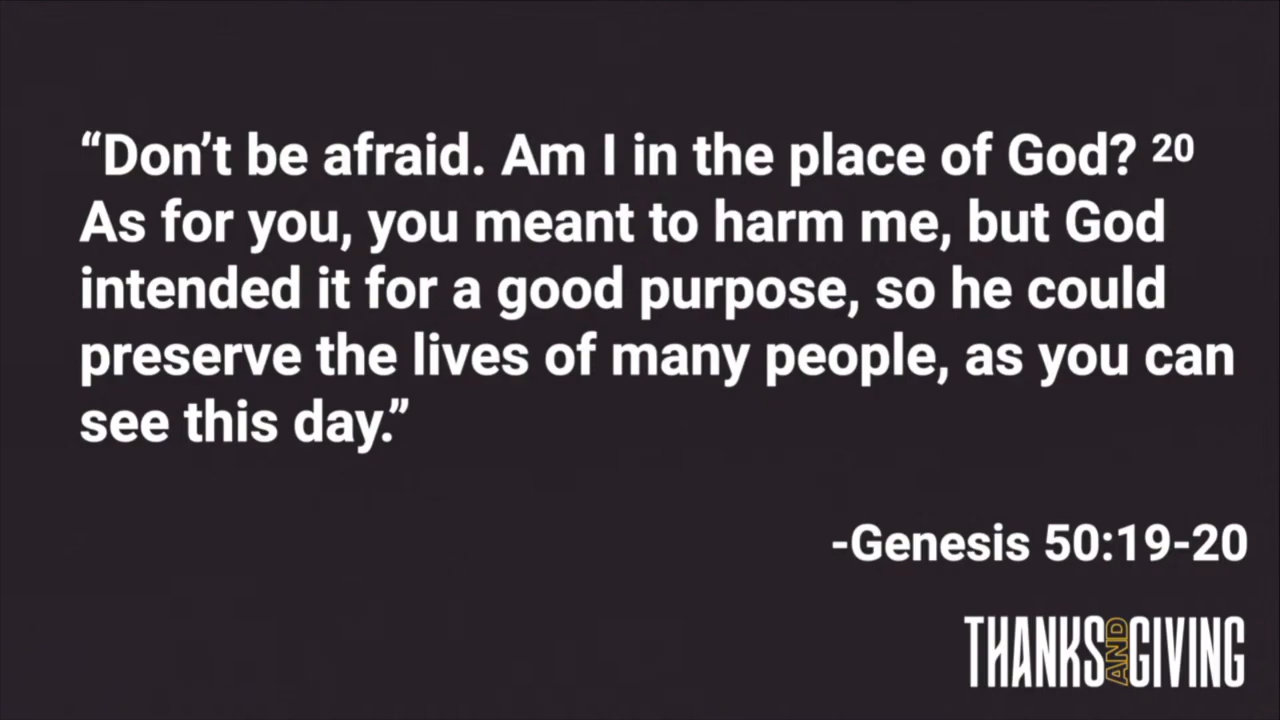 “Don’t be afraid. Am I in the place of God? 20
As for you, you meant to harm me, but God
intended it for a good purpose, so he could
preserve the lives of many people, as you can
see this day.”
-Genesis 50:19-20
THANKS AND GIVING